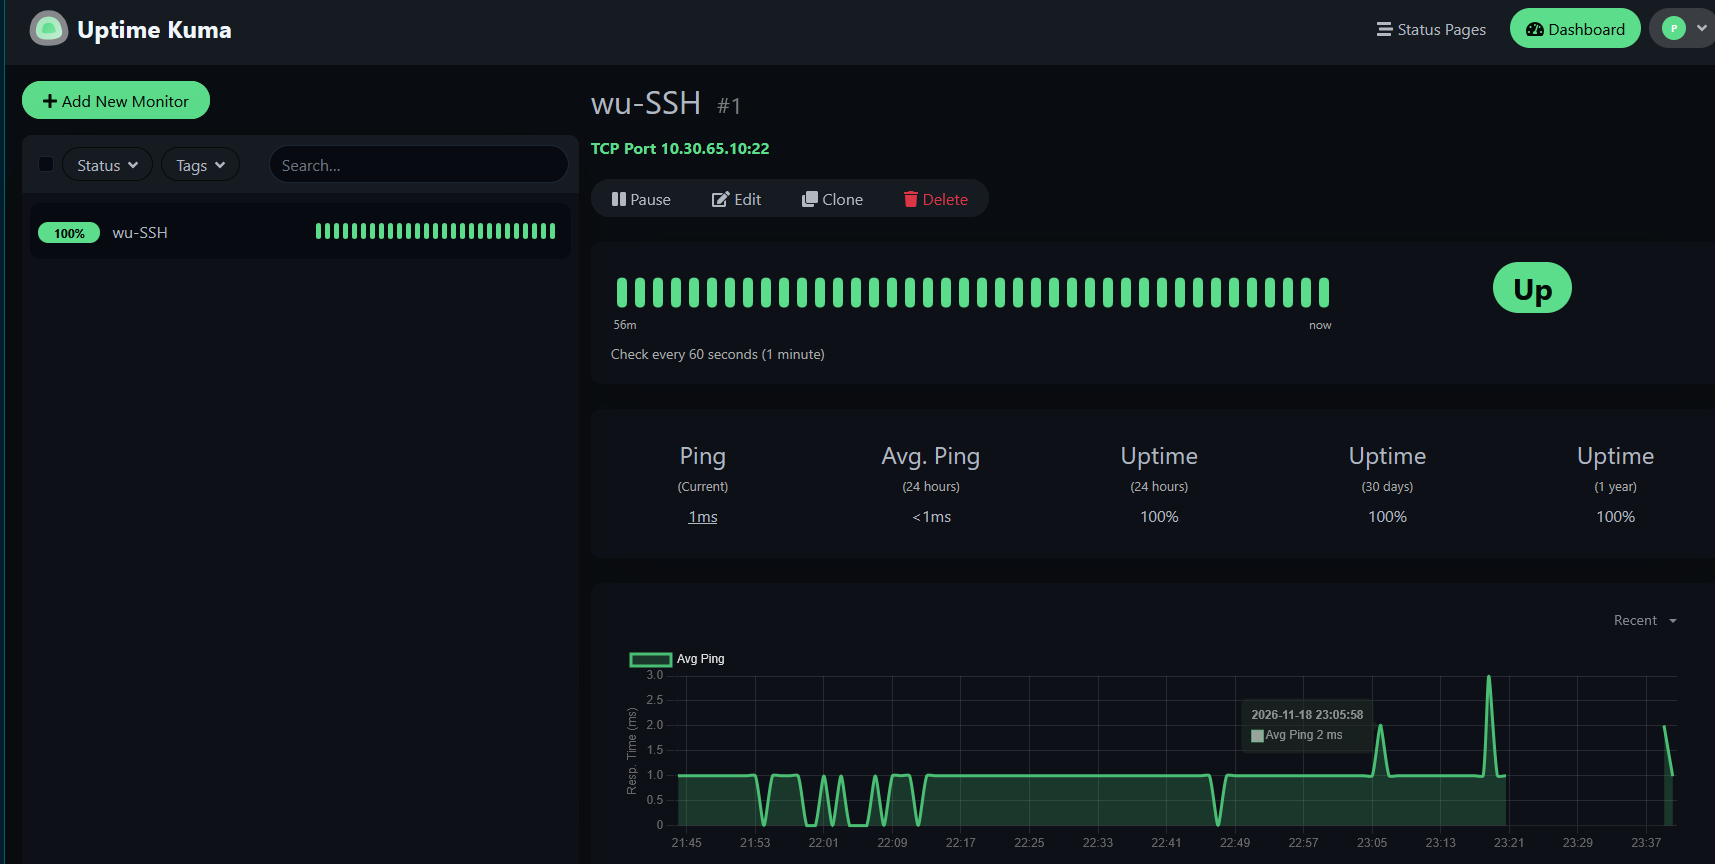 Uptime Kuma
Status Pages
Dashboard
P
Add New Monitor
Status
Tags
Search...
100%
wu-SSH
wu-SSH #1
TCP Port 10.30.65.10:22
Pause
Edit
Clone
Delete
56m
now
Check every 60 seconds (1 minute)
Up
Ping
(Current)
1ms
Avg. Ping
(24 hours)
<1ms
Uptime
(24 hours)
100%
Uptime
(30 days)
100%
Uptime
(1 year)
100%
Recent
Avg Ping
Resp. Time (ms)
3.0
2.5
2.0
1.5
1.0
0.5
0
2026-11-18 23:05:58
Avg Ping 2 ms
21:45 21:53 22:01 22:09 22:17 22:25 22:33 22:41 22:49 22:57 23:05 23:13 23:21 23:29 23:37